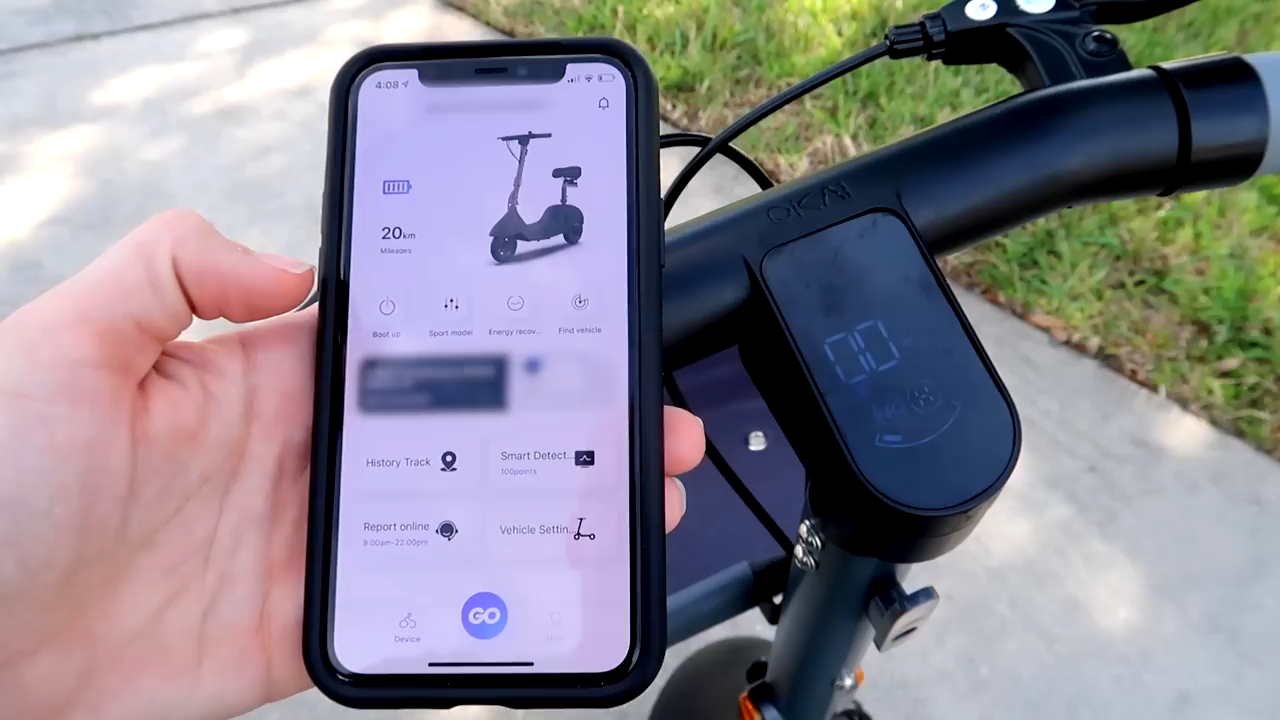 4:08
20km
Mileages
Boot up
Sport model
Energy recov...
Find vehicle
History Track
Smart Detect...
100points
Report online
9:00am-22:00pm
Vehicle Settin...
GO
Device
OKAI
00